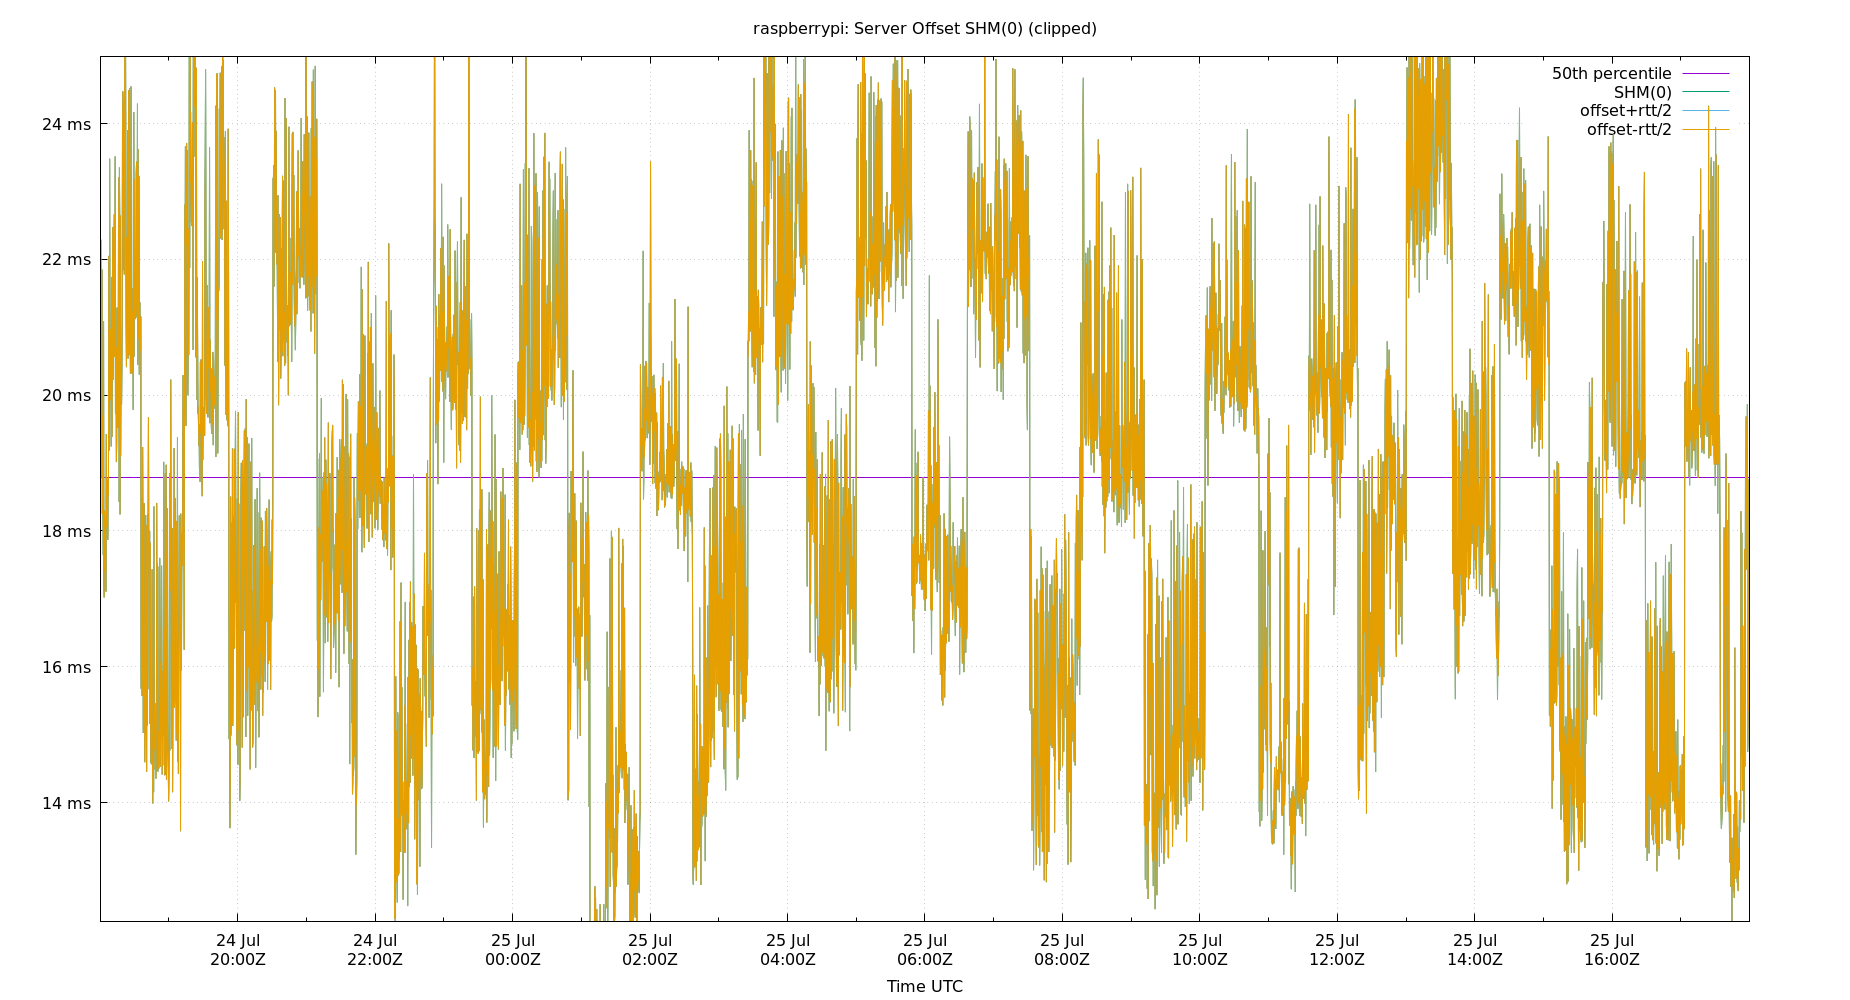 raspberrypi: Server Offset SHM(0) (clipped)
50th percentile
SHM(0)
offset+rtt/2
offset-rtt/2
24 ms
22 ms
20 ms
18 ms
16 ms
14 ms
24 Jul 24 Jul 25 Jul 25 Jul 25 Jul 25 Jul 25 Jul 25 Jul 25 Jul 25 Jul 25 Jul
20:00Z 22:00Z 00:00Z 02:00Z 04:00Z 06:00Z 08:00Z 10:00Z 12:00Z 14:00Z 16:00Z
Time UTC